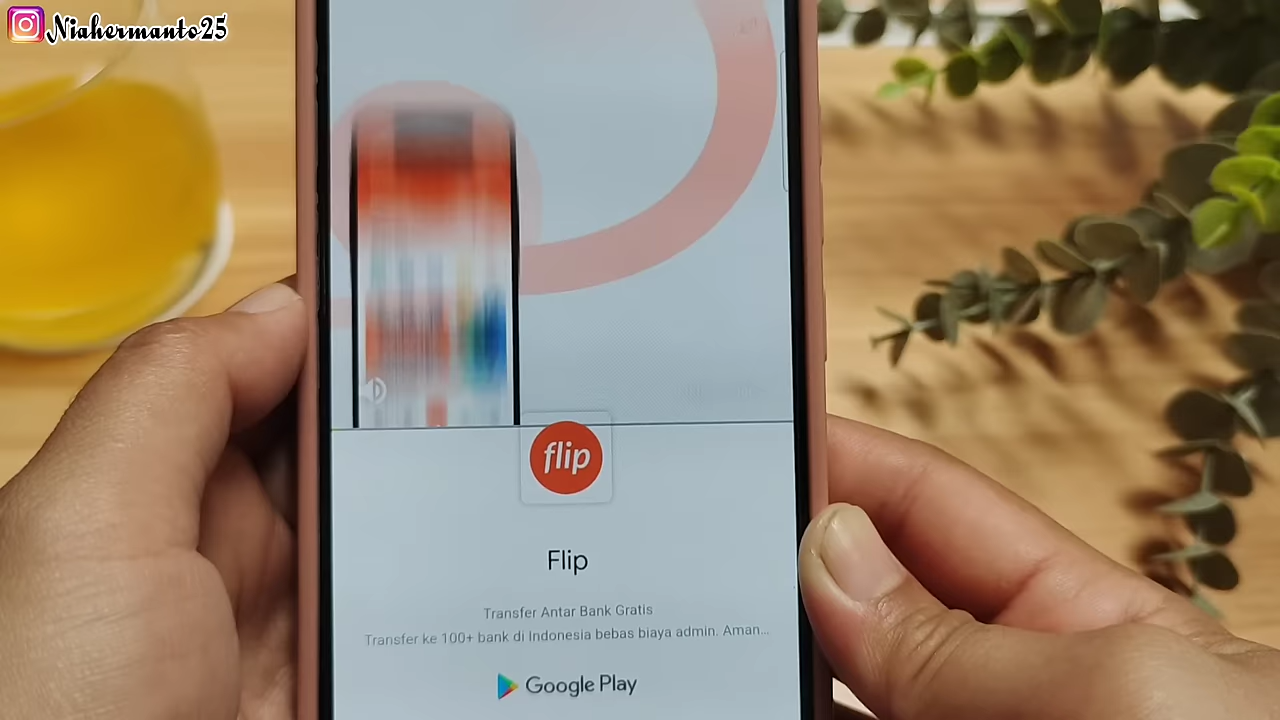 Niahermanto25
flip
Flip
Transfer Antar Bank Gratis
Transfer ke 100+ bank di Indonesia bebas biaya admin. Aman...
Google Play